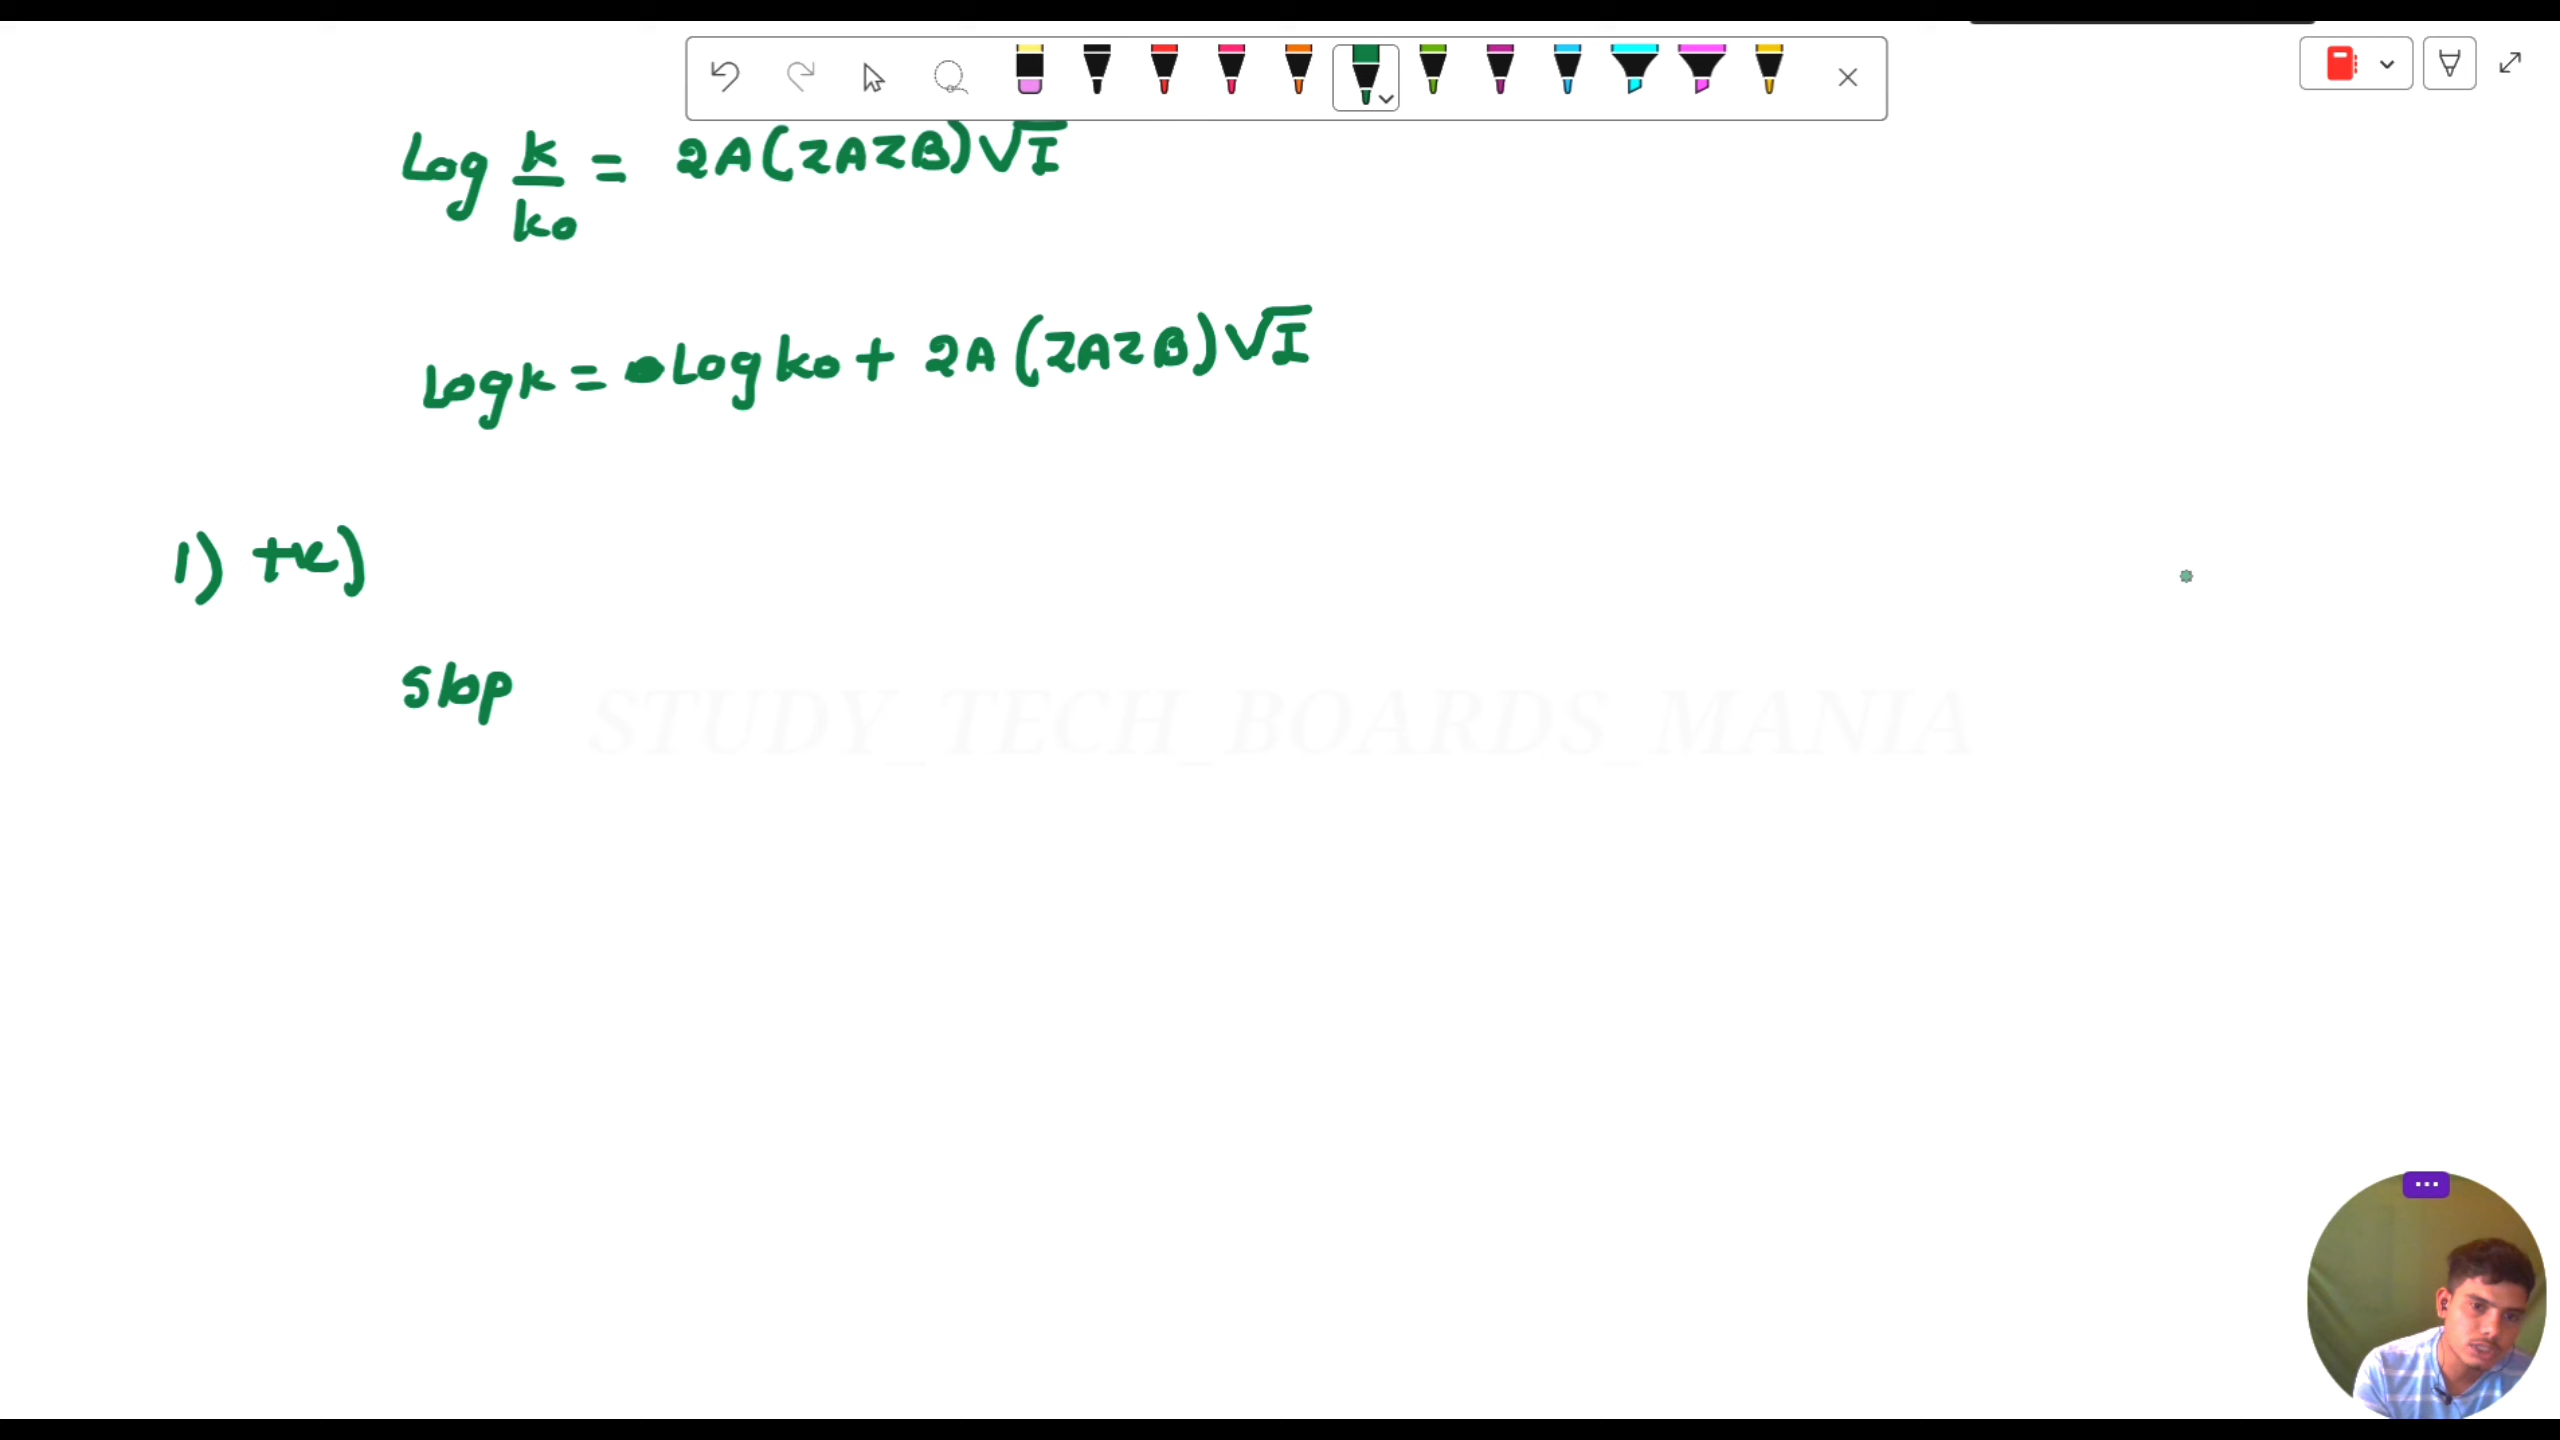 Log k/ko = 2A(ZAZB)√I
Logk = Log ko + 2A(ZAZB)√I
1) +ve)
Slop
STUDY_TECH_BOARDS_MANIA